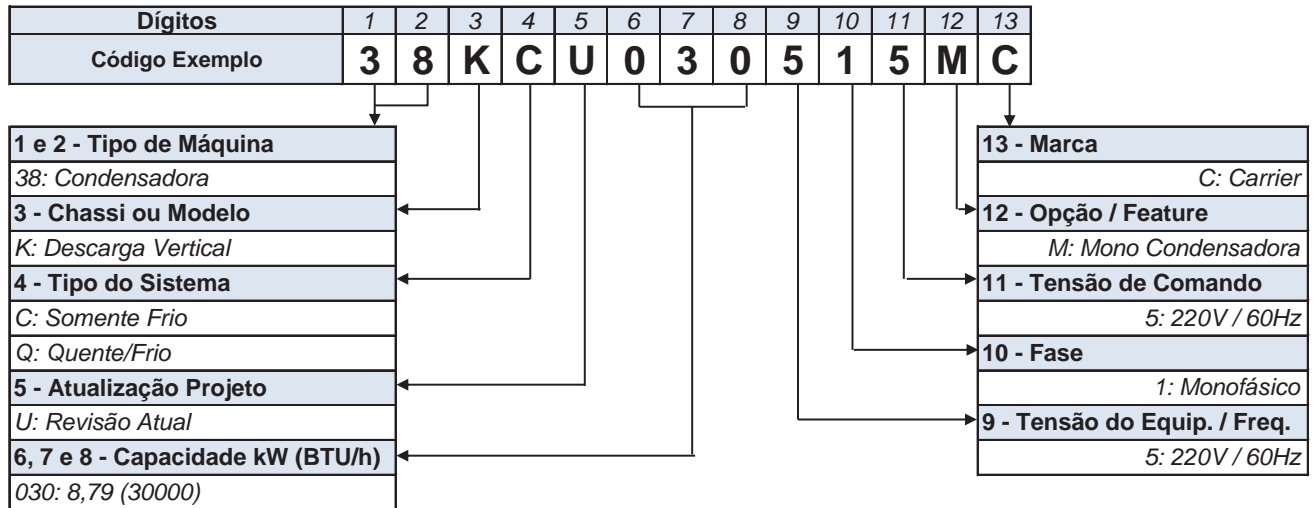 Dígitos 1 2 3 4 5 6 7 8 9 10 11 12 13
Código Exemplo 3 8 K C U 0 3 0 5 1 5 M C
1 e 2 - Tipo de Máquina
38: Condensadora
3 - Chassi ou Modelo
K: Descarga Vertical
4 - Tipo do Sistema
C: Somente Frio
Q: Quente/Frio
5 - Atualização Projeto
U: Revisão Atual
6, 7 e 8 - Capacidade kW (BTU/h)
030: 8,79 (30000)
13 - Marca
C: Carrier
12 - Opção / Feature
M: Mono Condensadora
11 - Tensão de Comando
5: 220V / 60Hz
10 - Fase
1: Monofásico
9 - Tensão do Equip. / Freq.
5: 220V / 60Hz